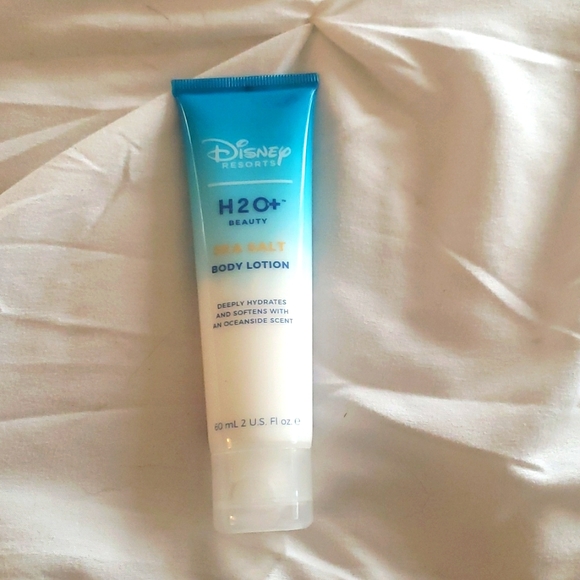 Disney
RESORTS
H2O+™
BEAUTY
SEA SALT
BODY LOTION
DEEPLY HYDRATES
AND SOFTENS WITH
AN OCEANSIDE SCENT
60 mL 2 U.S. Fl oz. e